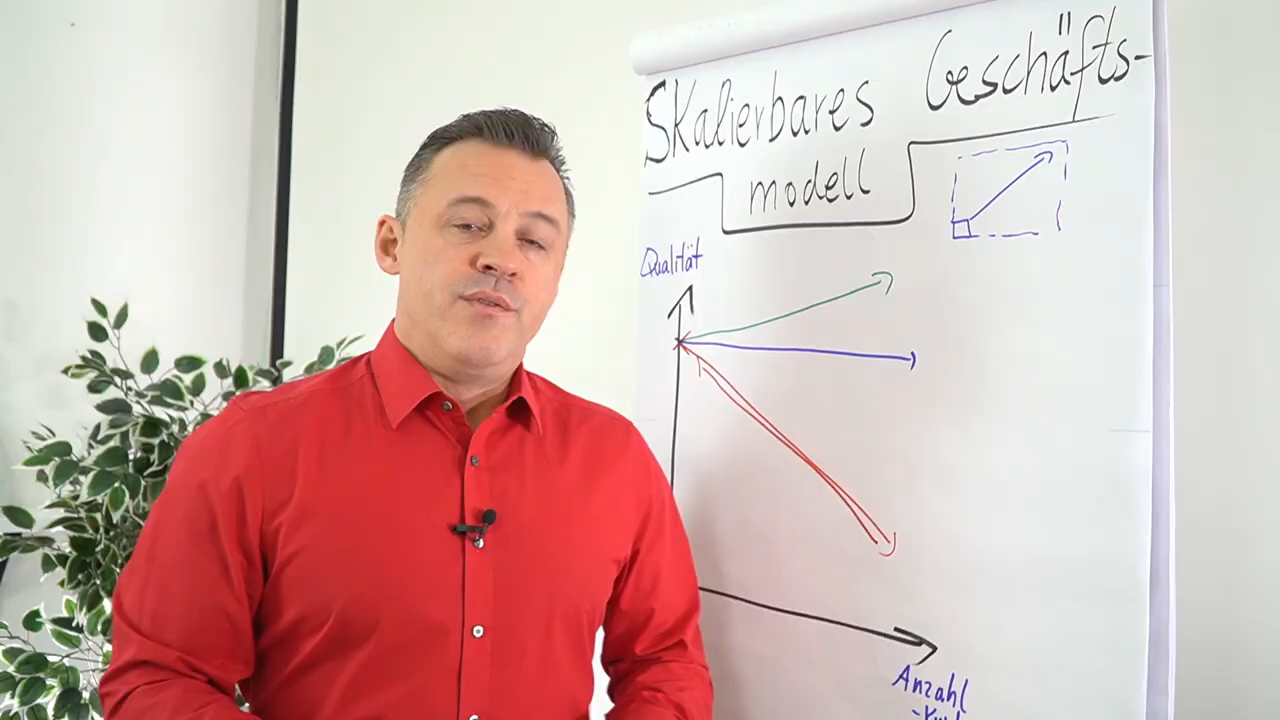 Skalierbares Geschäfts-
modell
Qualität
Anzahl